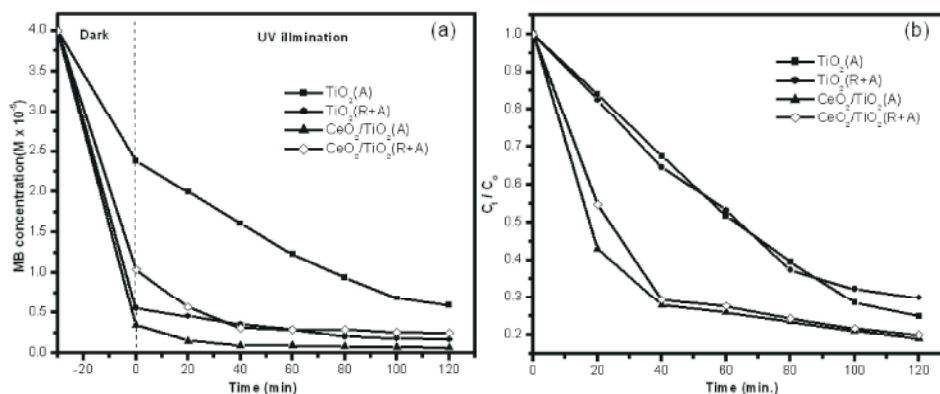 (a)
Dark
UV illmination
TiO₂(A)
TiO₂(R+A)
CeO₂/TiO₂(A)
CeO₂/TiO₂(R+A)
MB concentration(M x 10⁻⁵)
4.0
3.5
3.0
2.5
2.0
1.5
1.0
0.5
0.0
-20 0 20 40 60 80 100 120
Time (min)
(b)
TiO₂(A)
TiO₂(R+A)
CeO₂/TiO₂(A)
CeO₂/TiO₂(R+A)
Cₜ / Cₒ
1.0
0.9
0.8
0.7
0.6
0.5
0.4
0.3
0.2
0 20 40 60 80 100 120
Time (min.)